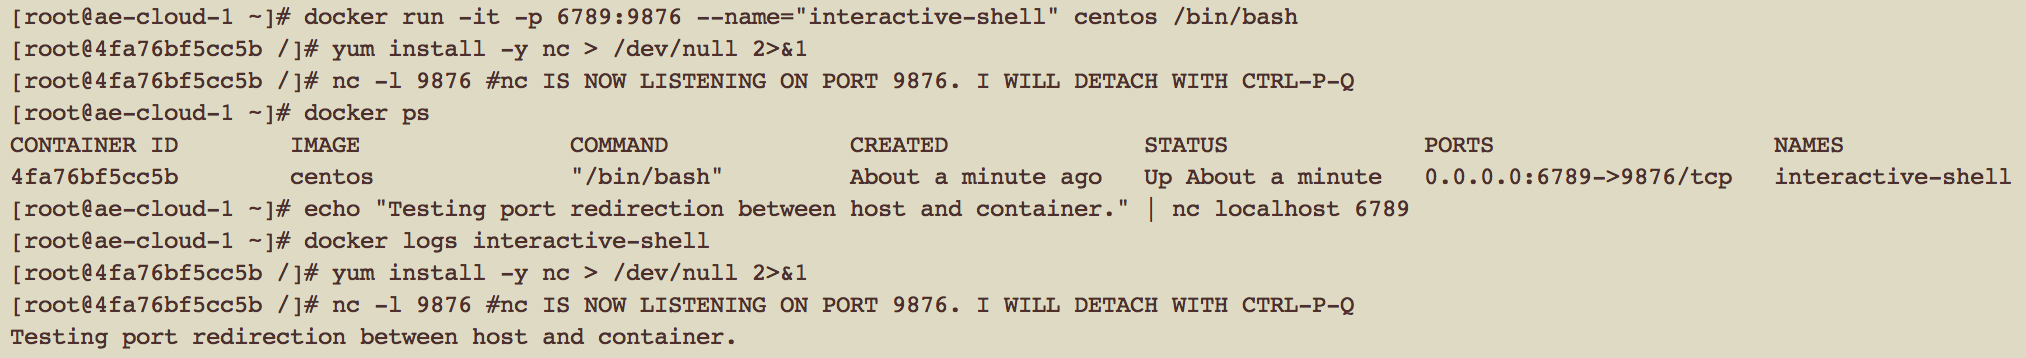 [root@ae-cloud-1 ~]# docker run -it -p 6789:9876 --name="interactive-shell" centos /bin/bash
[root@4fa76bf5cc5b /]# yum install -y nc > /dev/null 2>&1
[root@4fa76bf5cc5b /]# nc -l 9876 #nc IS NOW LISTENING ON PORT 9876. I WILL DETACH WITH CTRL-P-Q
[root@ae-cloud-1 ~]# docker ps
CONTAINER ID        IMAGE               COMMAND             CREATED              STATUS              PORTS                    NAMES
4fa76bf5cc5b        centos              "/bin/bash"         About a minute ago   Up About a minute   0.0.0.0:6789->9876/tcp   interactive-shell
[root@ae-cloud-1 ~]# echo "Testing port redirection between host and container." | nc localhost 6789
[root@ae-cloud-1 ~]# docker logs interactive-shell
[root@4fa76bf5cc5b /]# yum install -y nc > /dev/null 2>&1
[root@4fa76bf5cc5b /]# nc -l 9876 #nc IS NOW LISTENING ON PORT 9876. I WILL DETACH WITH CTRL-P-Q
Testing port redirection between host and container.